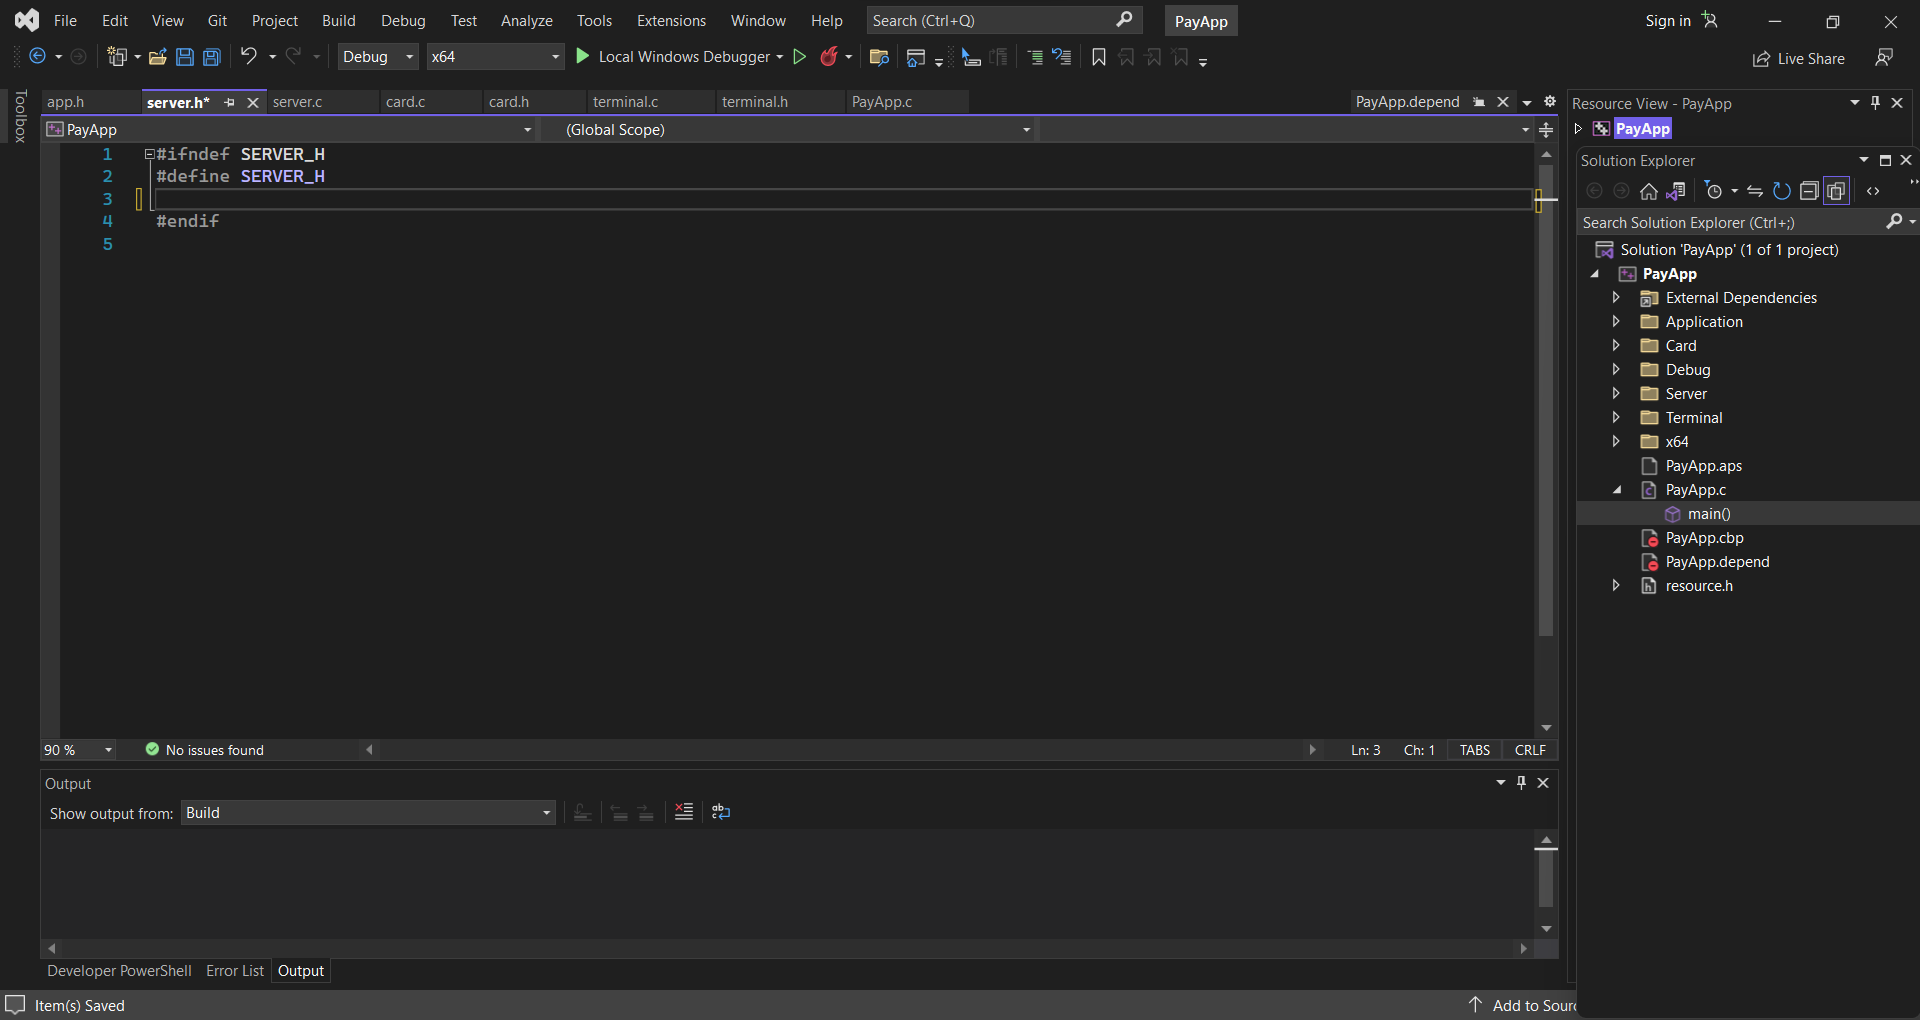 File Edit View Git Project Build Debug Test Analyze Tools Extensions Window Help Search (Ctrl+Q) PayApp Sign in
Debug x64 Local Windows Debugger Live Share
Toolbox
app.h server.h* server.c card.c card.h terminal.c terminal.h PayApp.c PayApp.depend
PayApp (Global Scope)
1 #ifndef SERVER_H
2 #define SERVER_H
3
4 #endif
5
90 % No issues found Ln: 3 Ch: 1 TABS CRLF
Output
Show output from: Build
Developer PowerShell Error List Output
Item(s) Saved Add to Sour
Resource View - PayApp
PayApp
Solution Explorer
Search Solution Explorer (Ctrl+;)
Solution 'PayApp' (1 of 1 project)
PayApp
External Dependencies
Application
Card
Debug
Server
Terminal
x64
PayApp.aps
PayApp.c
main()
PayApp.cbp
PayApp.depend
resource.h